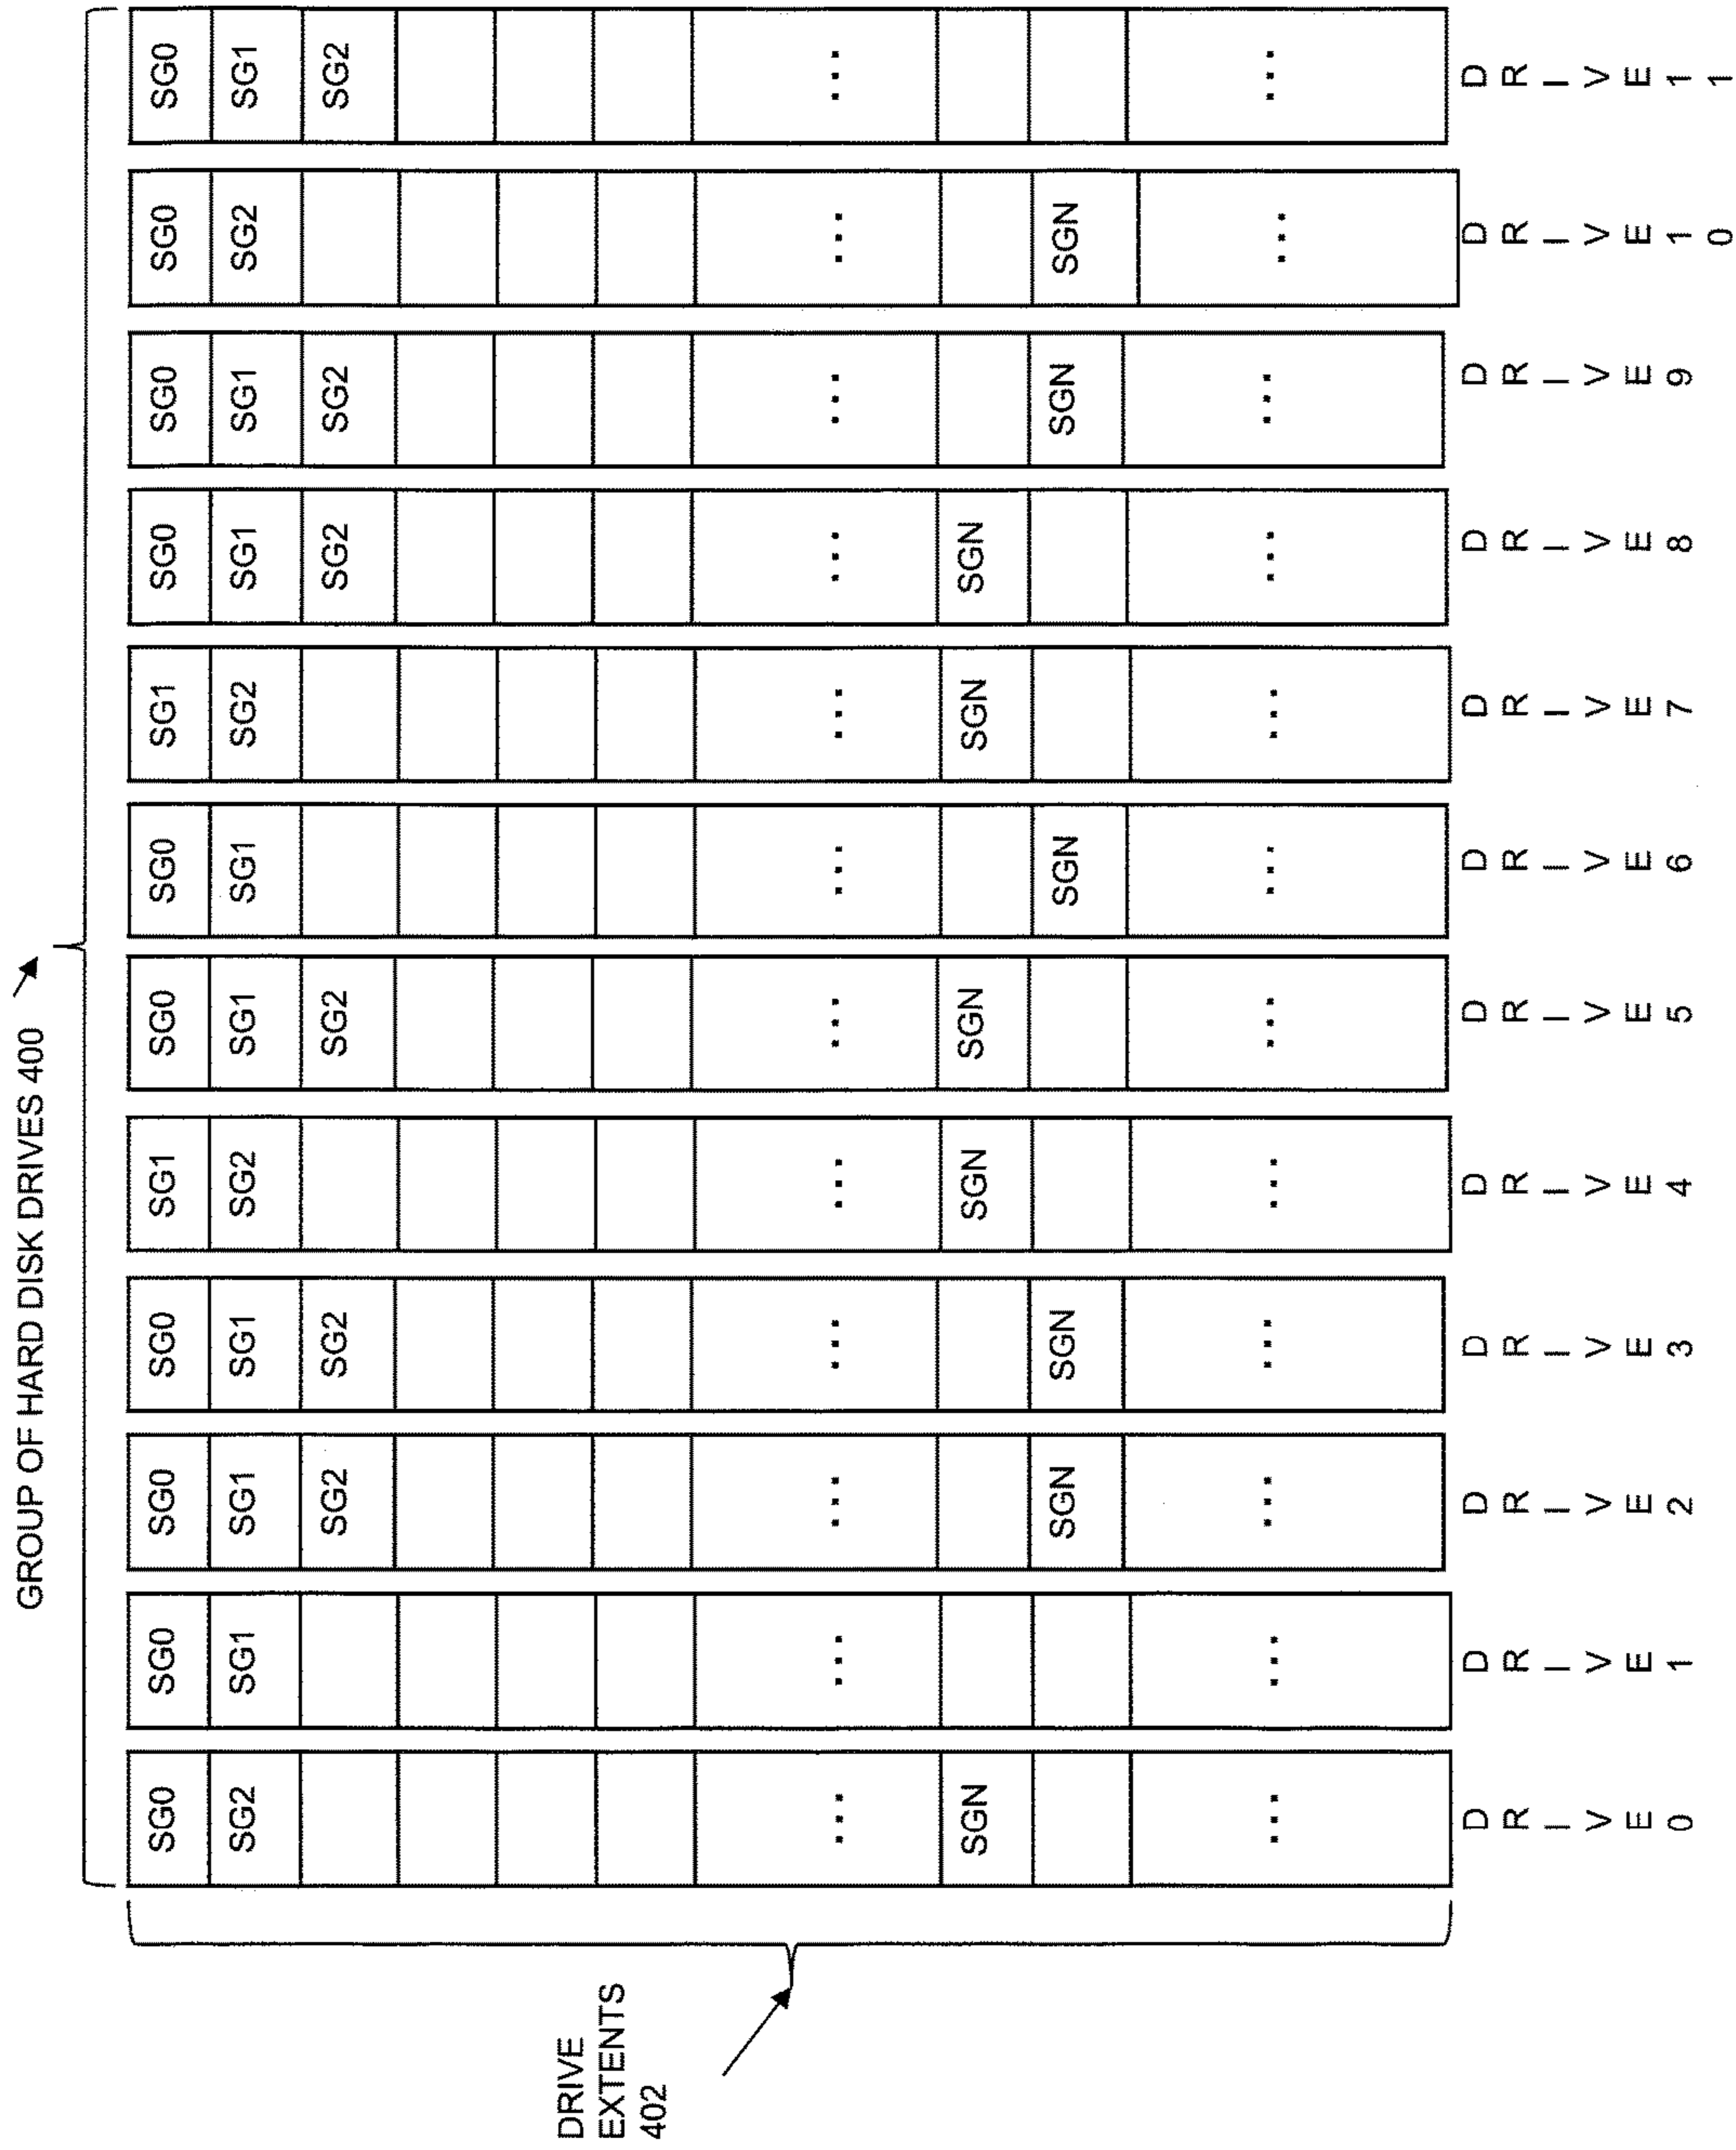 GROUP OF HARD DISK DRIVES 400
SG0 SG0 SG0 SG0 SG1 SG0 SG0 SG1 SG0 SG0 SG0 SG0
SG2 SG1 SG1 SG1 SG2 SG1 SG1 SG2 SG1 SG1 SG2 SG1
SG2 SG2 SG2 SG2 SG2 SG2
DRIVE
EXTENTS
402
... ... ... ... ... ... ... ... ... ... ... ...
SGN SGN SGN SGN SGN
SGN SGN SGN SGN SGN
... ... ... ... ... ... ... ... ... ... ... ...
DRIVE 0
DRIVE 1
DRIVE 2
DRIVE 3
DRIVE 4
DRIVE 5
DRIVE 6
DRIVE 7
DRIVE 8
DRIVE 9
DRIVE 10
DRIVE 11